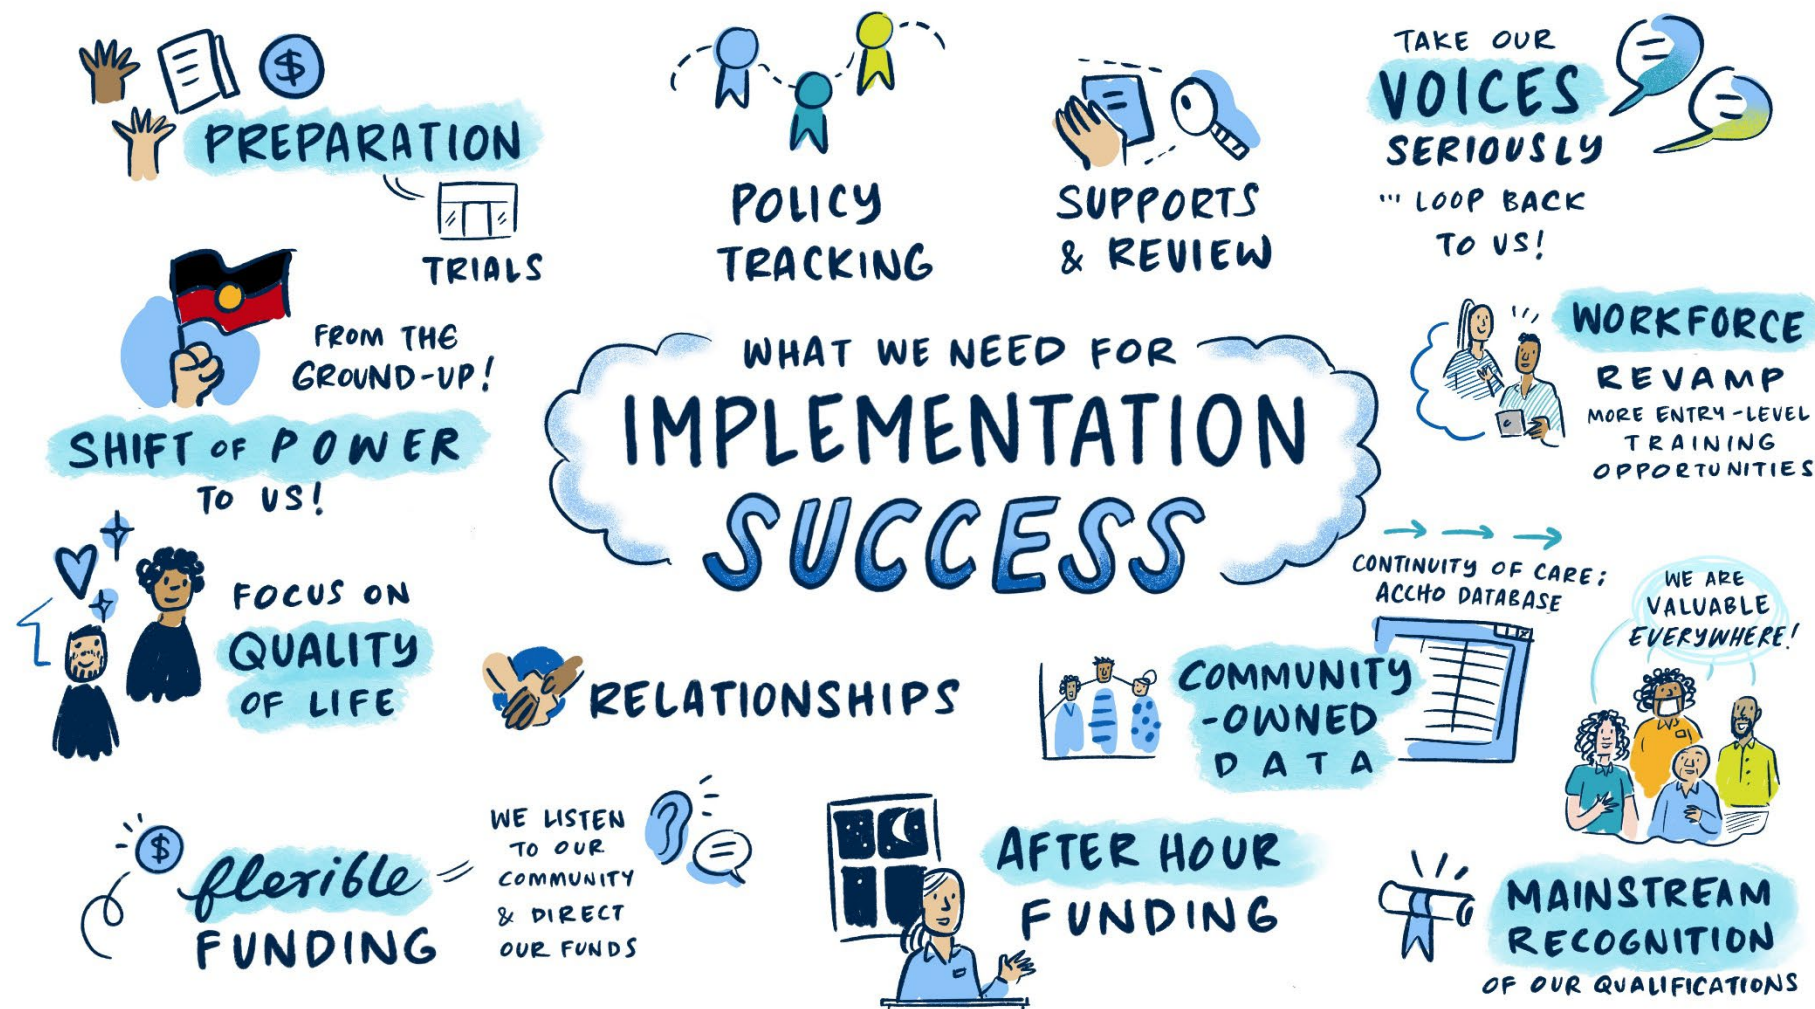 PREPARATION
TRIALS
POLICY
TRACKING
SUPPORTS
& REVIEW
TAKE OUR
VOICES
SERIOUSLY
... LOOP BACK
TO US!
FROM THE
GROUND-UP!
SHIFT OF POWER
TO US!
WHAT WE NEED FOR
IMPLEMENTATION
SUCCESS
WORKFORCE
REVAMP
MORE ENTRY-LEVEL
TRAINING
OPPORTUNITIES
FOCUS ON
QUALITY
OF LIFE
RELATIONSHIPS
CONTINUITY OF CARE;
ACCHO DATABASE
COMMUNITY
-OWNED
DATA
WE ARE
VALUABLE
EVERYWHERE!
$
flexible
FUNDING
WE LISTEN
TO OUR
COMMUNITY
& DIRECT
OUR FUNDS
AFTER HOUR
FUNDING
MAINSTREAM
RECOGNITION
OF OUR QUALIFICATIONS
$